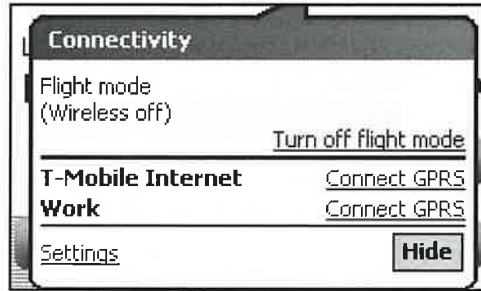 Connectivity
Flight mode
(Wireless off)
Turn off flight mode
T-Mobile Internet Connect GPRS
Work Connect GPRS
Settings Hide